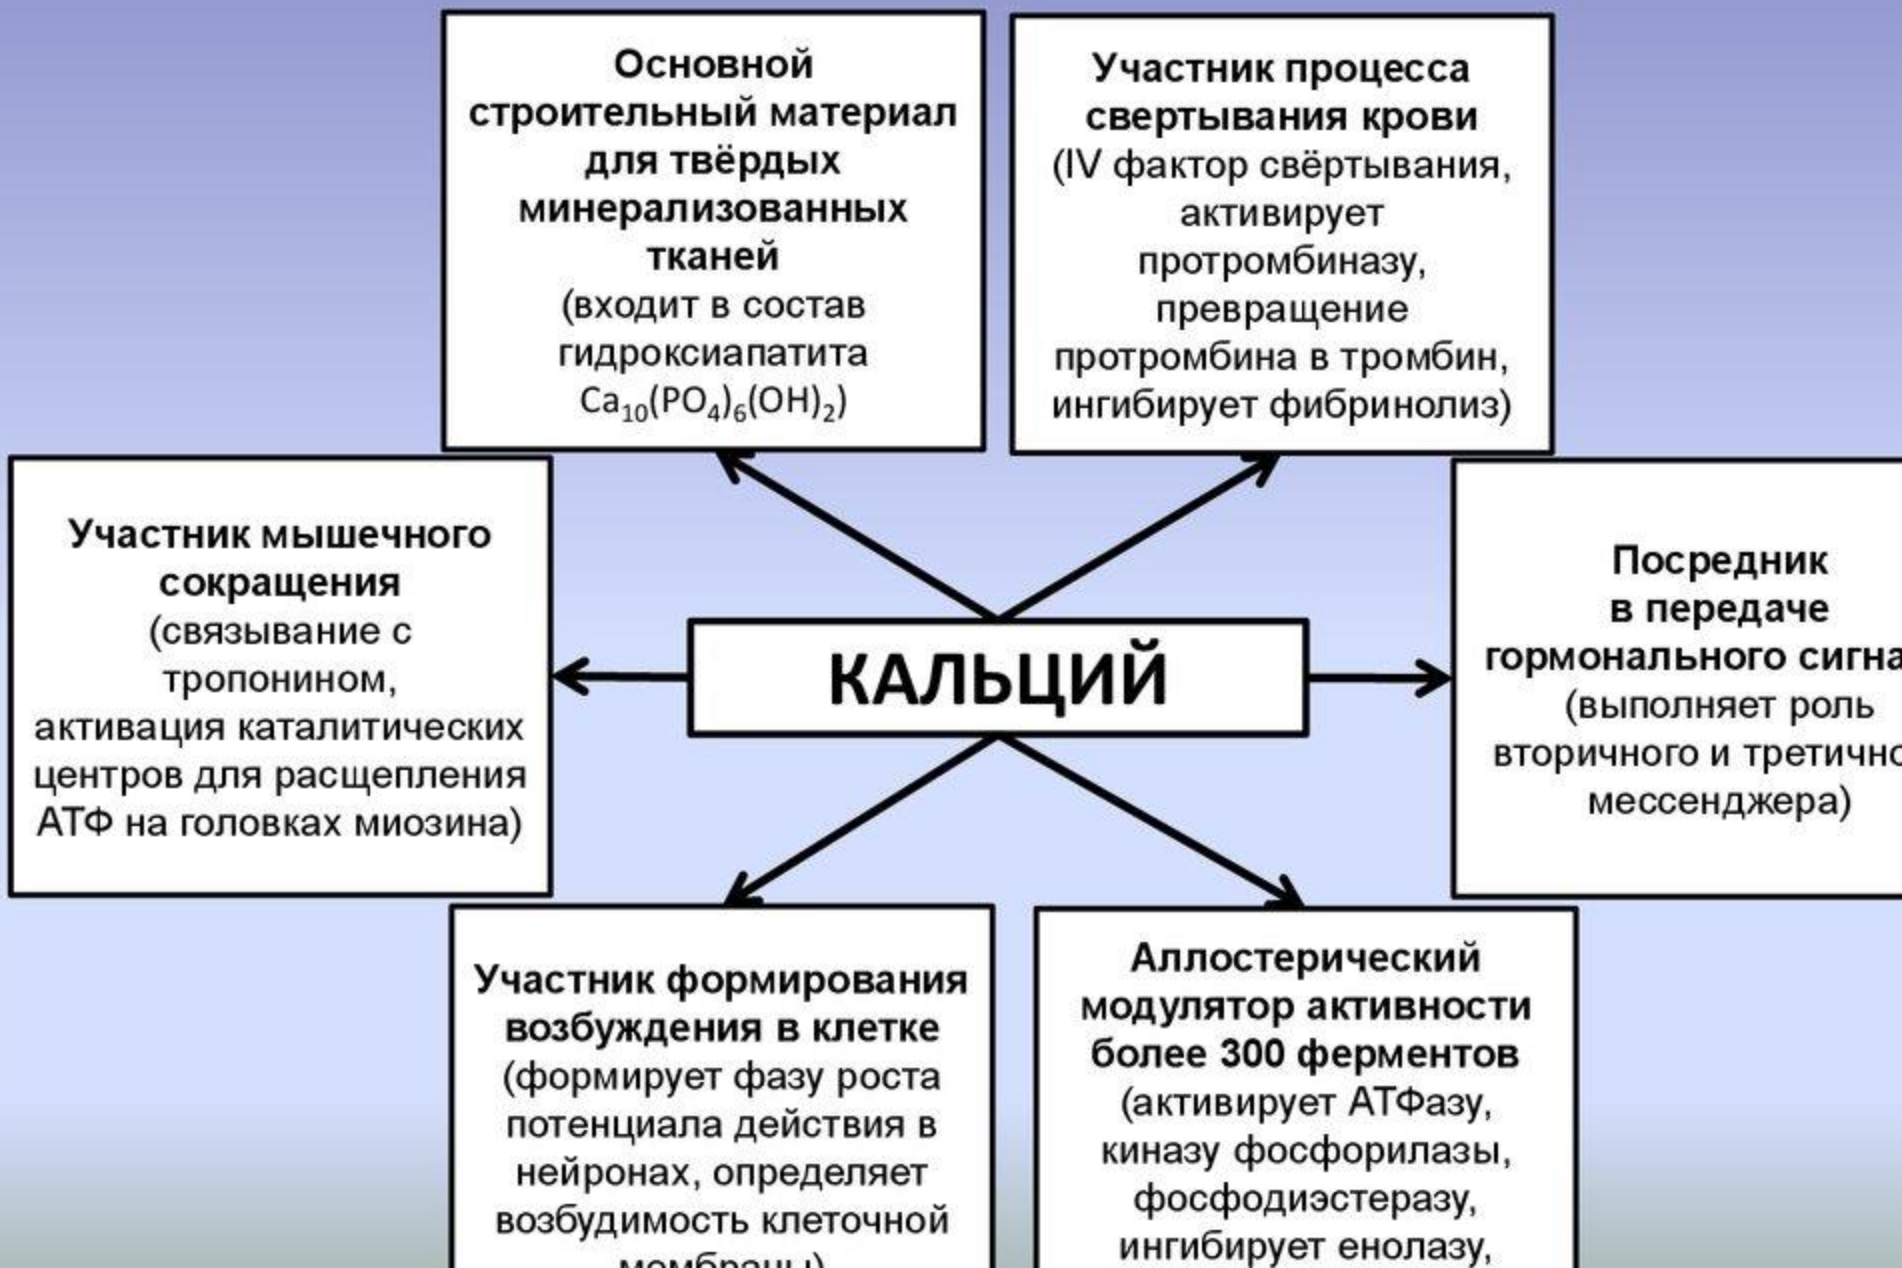 Основной
строительный материал
для твёрдых
минерализованных
тканей
(входит в состав
гидроксиапатита
Ca₁₀(PO₄)₆(OH)₂)
Участник процесса
свертывания крови
(IV фактор свёртывания,
активирует
протромбиназу,
превращение
протромбина в тромбин,
ингибирует фибринолиз)
Участник мышечного
сокращения
(связывание с
тропонином,
активация каталитических
центров для расщепления
АТФ на головках миозина)
КАЛЬЦИЙ
Посредник
в передаче
гормонального
(выполняет роль
вторичного и
мессенджера)
Участник формирования
возбуждения в клетке
(формирует фазу роста
потенциала действия в
нейронах, определяет
возбудимость клеточной
мембраны)
Аллостерический
модулятор активности
более 300 ферментов
(активирует АТФазу,
киназу фосфорилазы,
фосфодиэстеразу,
ингибирует енолазу,